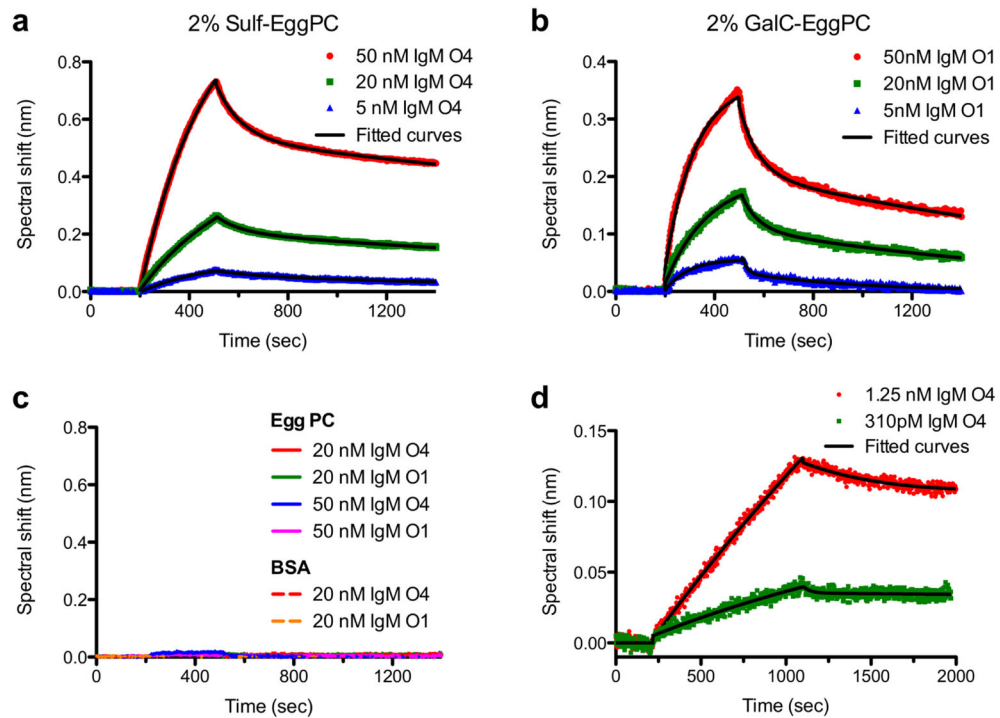 a
2% Sulf-EggPC
50 nM IgM O4
20 nM IgM O4
5 nM IgM O4
Fitted curves
Spectral shift (nm)
0.8
0.6
0.4
0.2
0.0
0 400 800 1200
Time (sec)
b
2% GalC-EggPC
50nM IgM O1
20nM IgM O1
5nM IgM O1
Fitted curves
Spectral shift (nm)
0.4
0.3
0.2
0.1
0.0
0 400 800 1200
Time (sec)
c
Egg PC
20 nM IgM O4
20 nM IgM O1
50 nM IgM O4
50 nM IgM O1
BSA
20 nM IgM O4
20 nM IgM O1
Spectral shift (nm)
0.8
0.6
0.4
0.2
0.0
0 400 800 1200
Time (sec)
d
1.25 nM IgM O4
310pM IgM O4
Fitted curves
Spectral shift (nm)
0.15
0.10
0.05
0.00
0 500 1000 1500 2000
Time (sec)